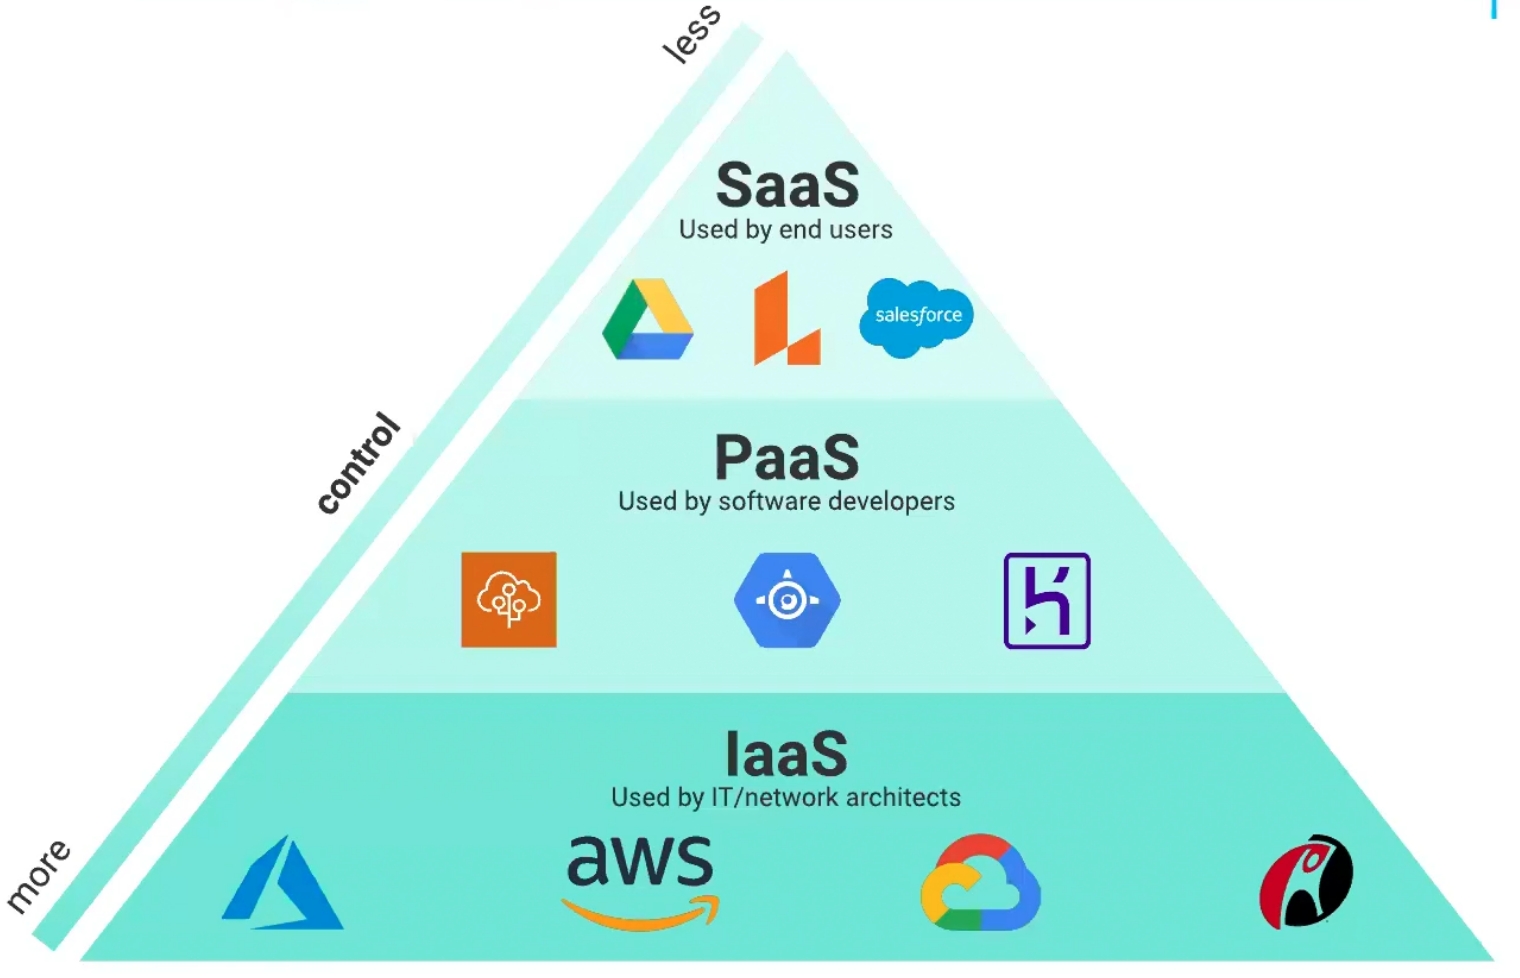 less
SaaS
Used by end users
salesforce
control
PaaS
Used by software developers
IaaS
Used by IT/network architects
more
aws